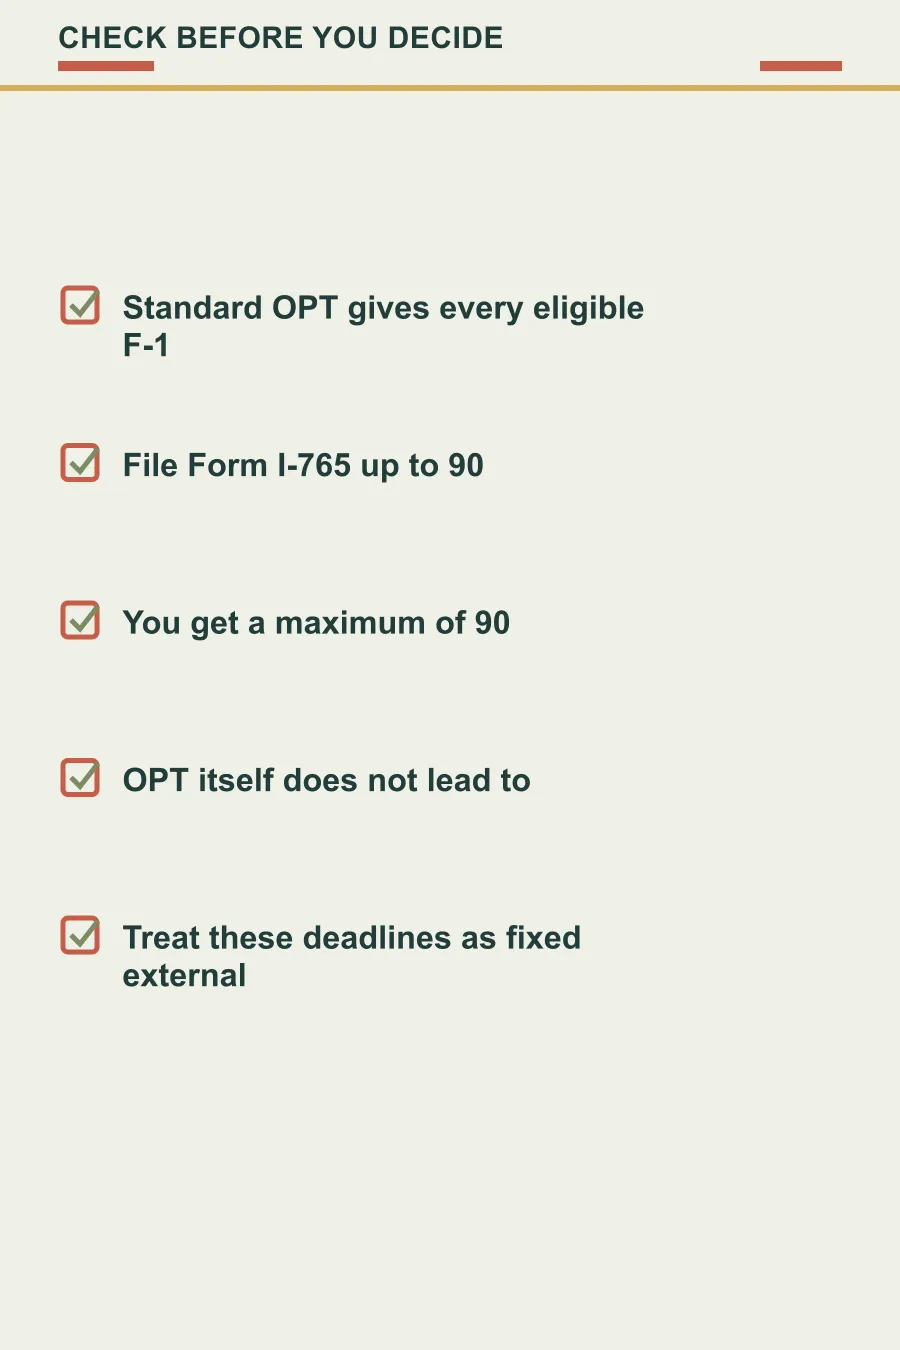 CHECK BEFORE YOU DECIDE
Standard OPT gives every eligible
F-1
File Form I-765 up to 90
You get a maximum of 90
OPT itself does not lead to
Treat these deadlines as fixed
external